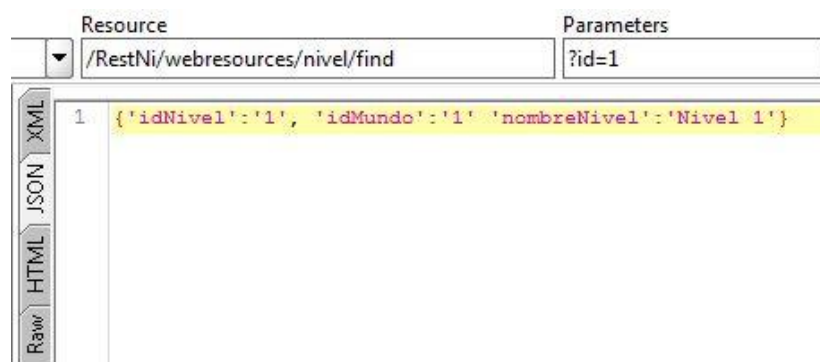 Resource Parameters
/RestNi/webresources/nivel/find ?id=1
XML
JSON
HTML
Raw
1 {'idNivel':'1', 'idMundo':'1' 'nombreNivel':'Nivel 1'}